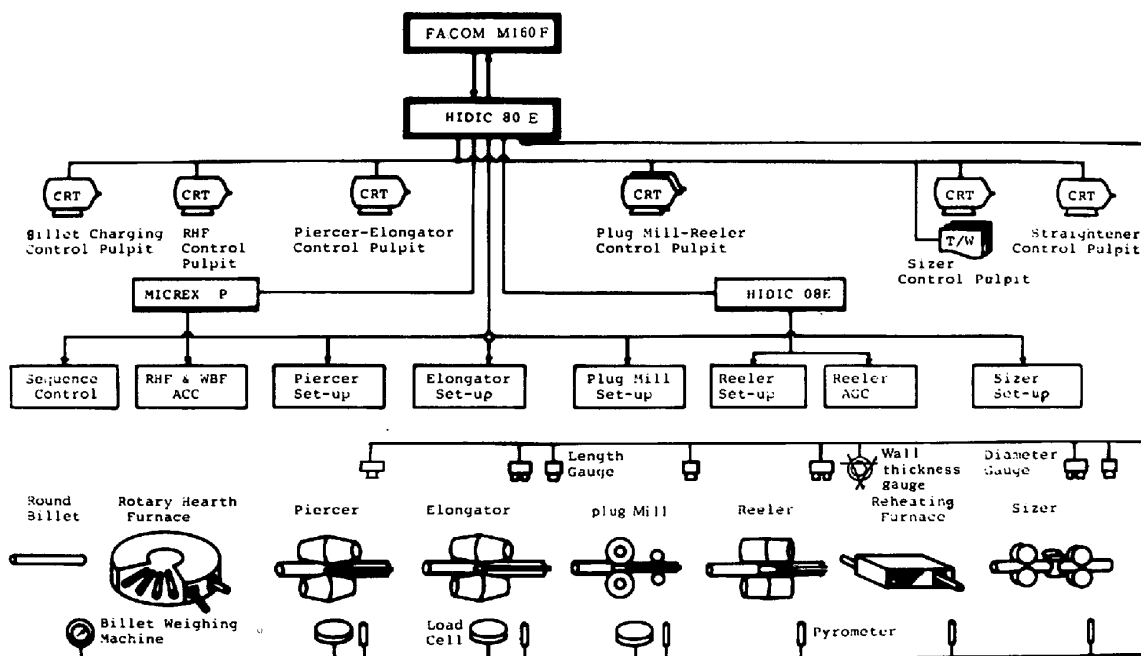 FACOM M160F
HIDIC 80 E
CRT
CRT
CRT
CRT
CRT
CRT
Billet Charging
Control Pulpit
RHF
Control
Pulpit
Piercer-Elongator
Control Pulpit
Plug Mill-Reeler
Control Pulpit
T/W
Sizer
Control Pulpit
Straightener
Control Pulpit
MICREX P
HIDIC 08E
Sequence
Control
RHF & WBF
ACC
Piercer
Set-up
Elongator
Set-up
Plug Mill
Set-up
Reeler
Set-up
Reeler
AGC
Sizer
Set-up
Length
Gauge
Wall
thickness
gauge
Diameter
Gauge
Round
Billet
Rotary Hearth
Furnace
Piercer
Elongator
plug Mill
Reeler
Reheating
Furnace
Sizer
Billet Weighing
Machine
Load
Cell
Pyrometer